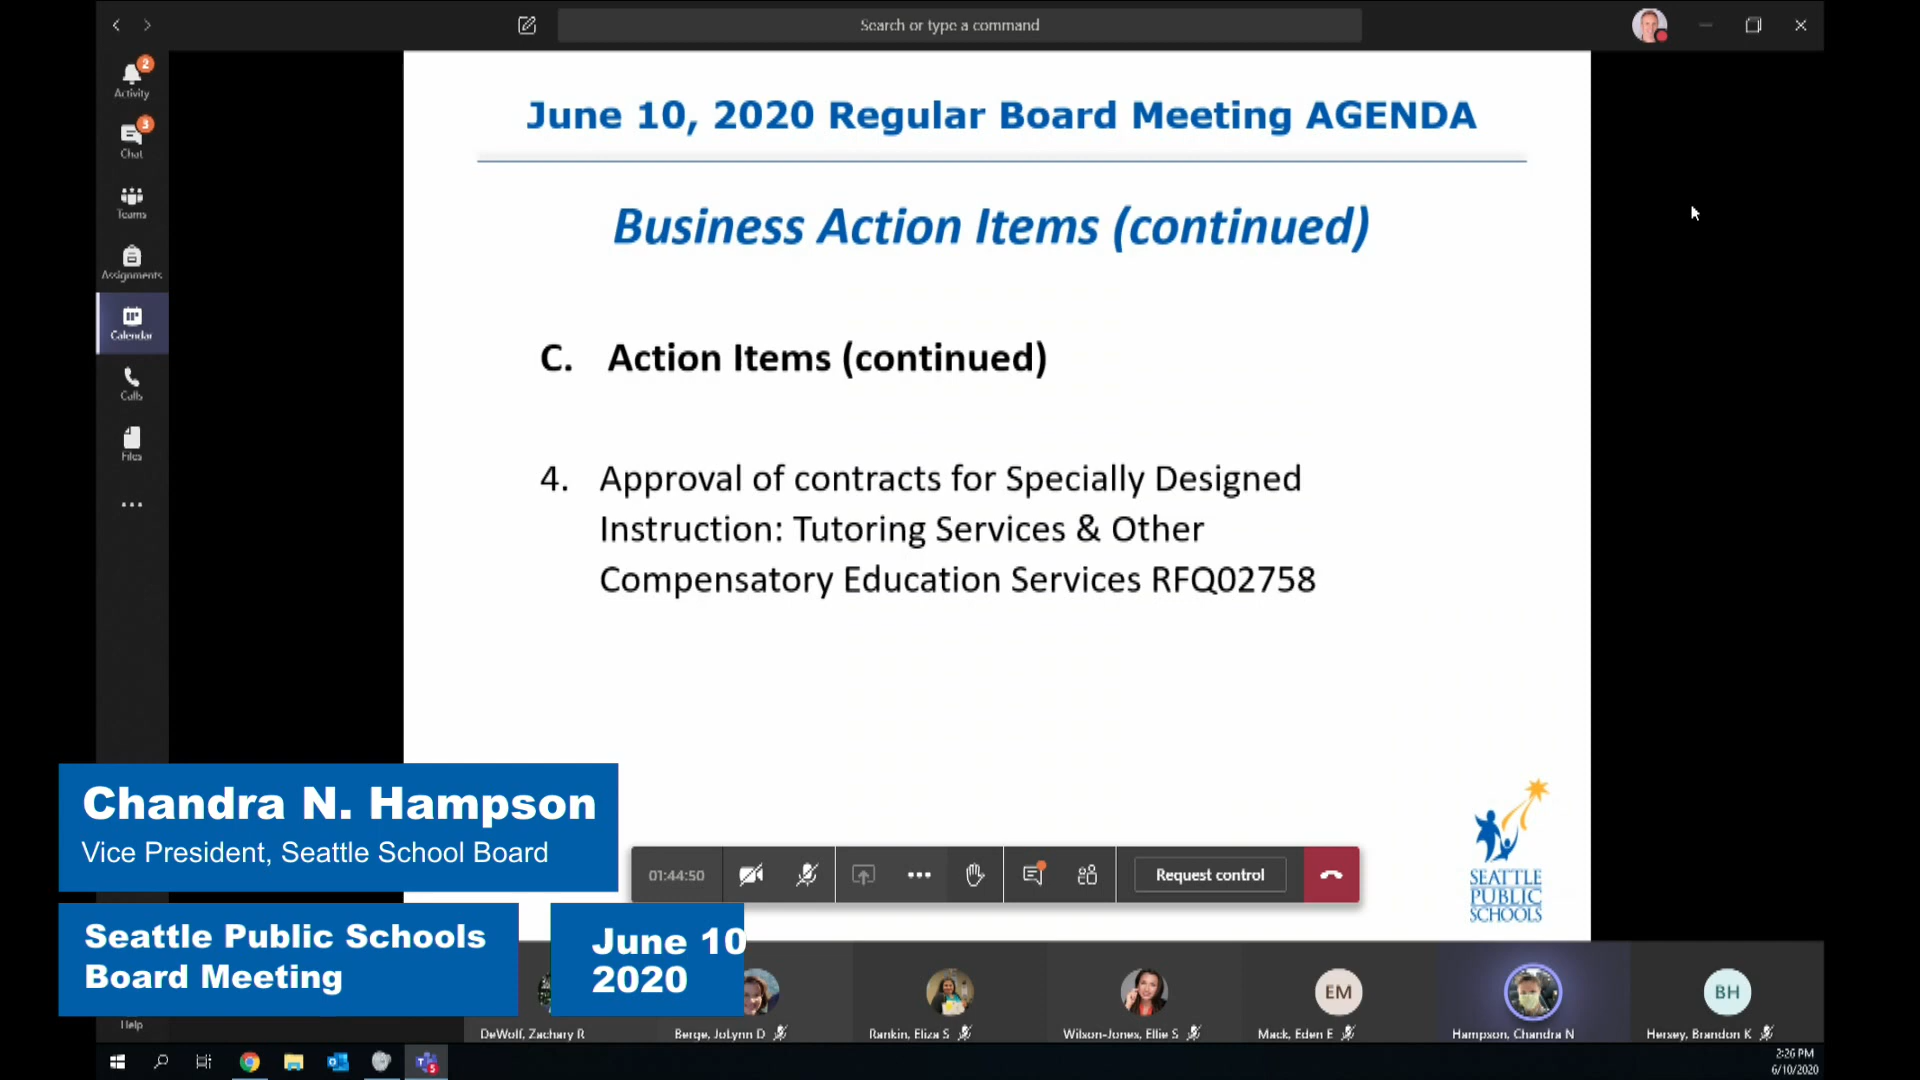 Search or type a command
2
Activity
3
Chat
Teams
Assignments
Calendar
Calls
Files
June 10, 2020 Regular Board Meeting AGENDA
Business Action Items (continued)
C. Action Items (continued)
4. Approval of contracts for Specially Designed
Instruction: Tutoring Services & Other
Compensatory Education Services RFQ02758
SEATTLE
PUBLIC
SCHOOLS
Chandra N. Hampson
Vice President, Seattle School Board
01:44:50
Request control
Seattle Public Schools
Board Meeting
June 10
2020
EM
BH
Help
DeWolf, Zachary R
Berge, JoLynn D
Rankin, Eliza S
Wilson-Jones, Ellie S
Mack, Eden E
Hampson, Chandra N
Hersey, Brandon K
5
2:26 PM
6/10/2020